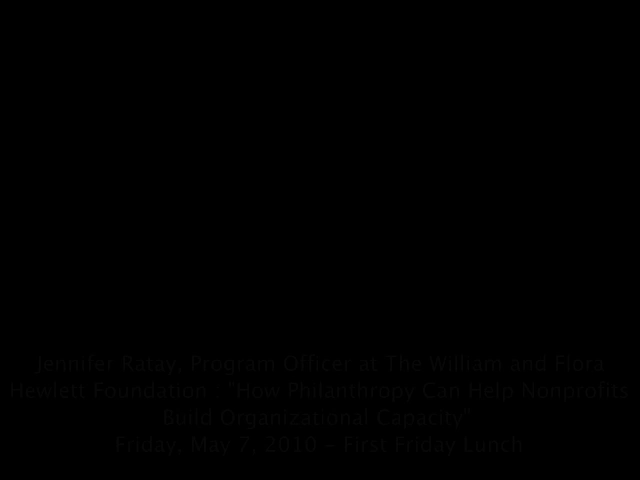 Jennifer Ratay, Program Officer at The William and Flora
Hewlett Foundation : "How Philanthropy Can Help Nonprofits
Build Organizational Capacity"
Friday, May 7, 2010 – First Friday Lunch